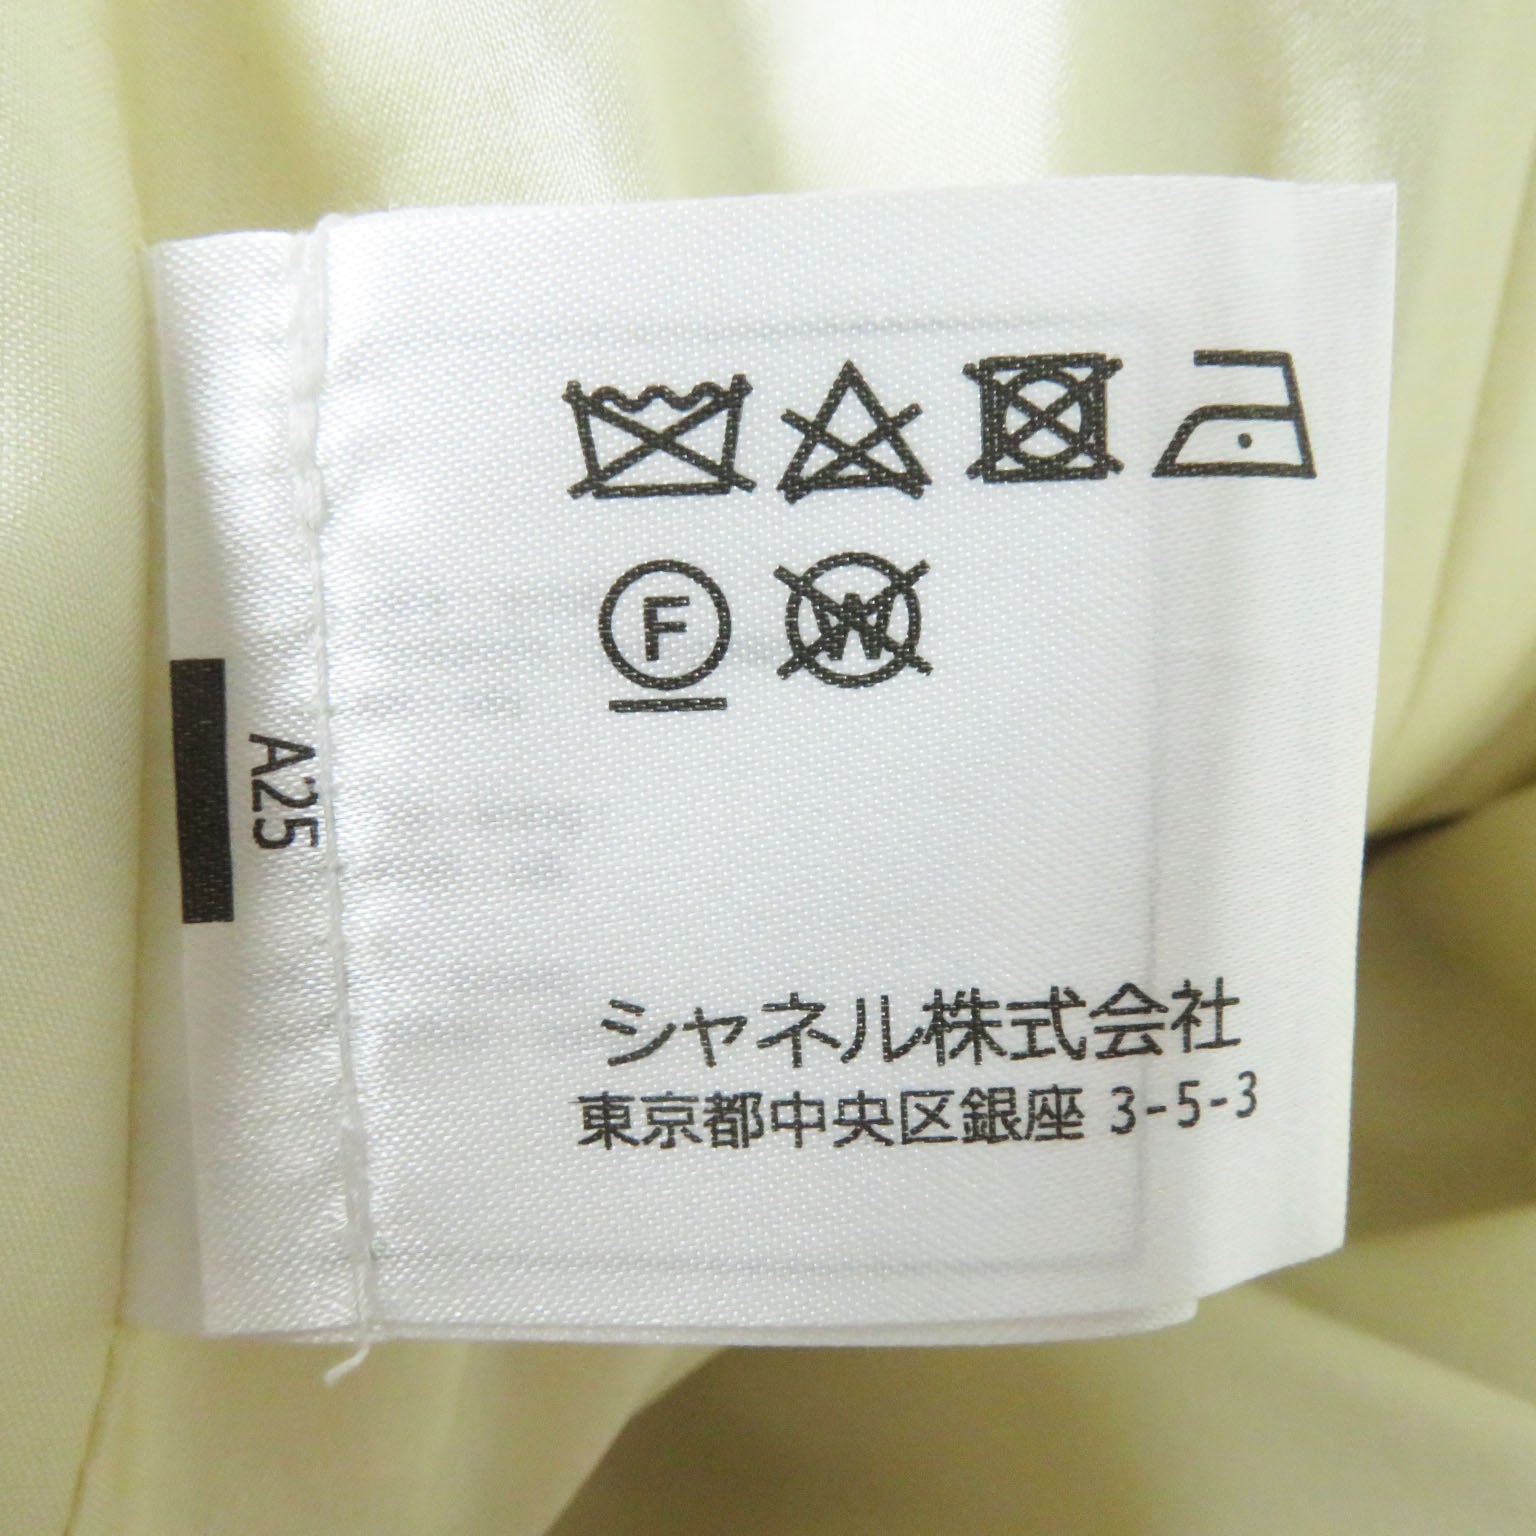 F W
A25
シャネル株式会社
東京都中央区銀座 3-5-3